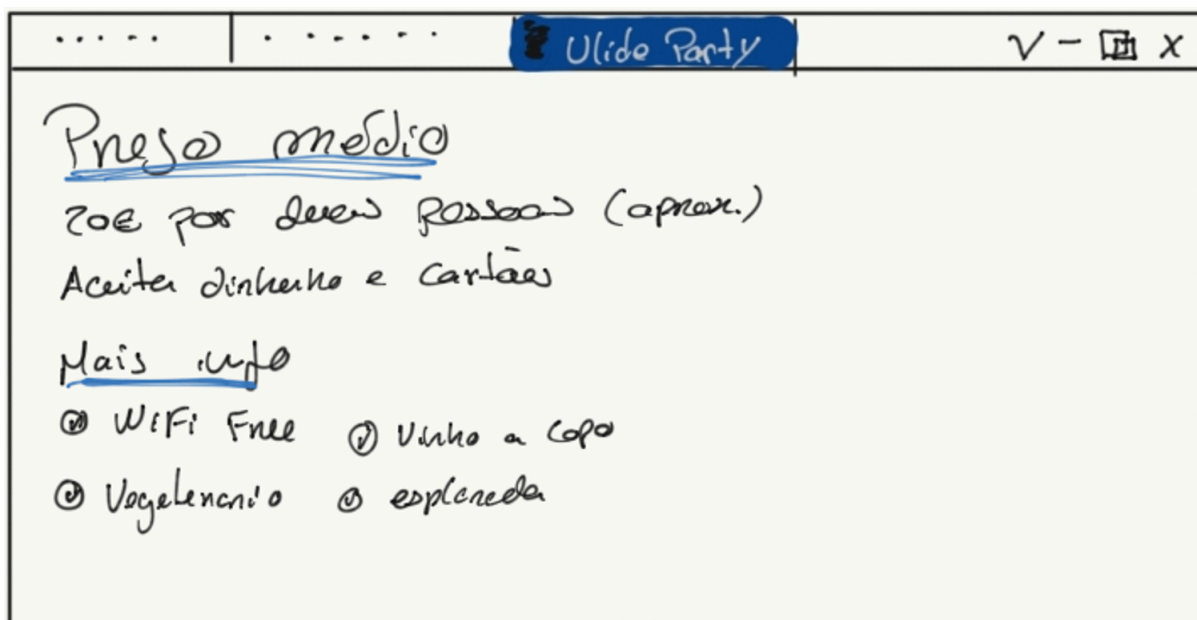 Ulide Party
Preço médio
20€ por duas pessoas (aprox.)
Aceita dinheiro e cartões
Mais info
WiFi Free Vinho a copo
Vegetariano esplanada